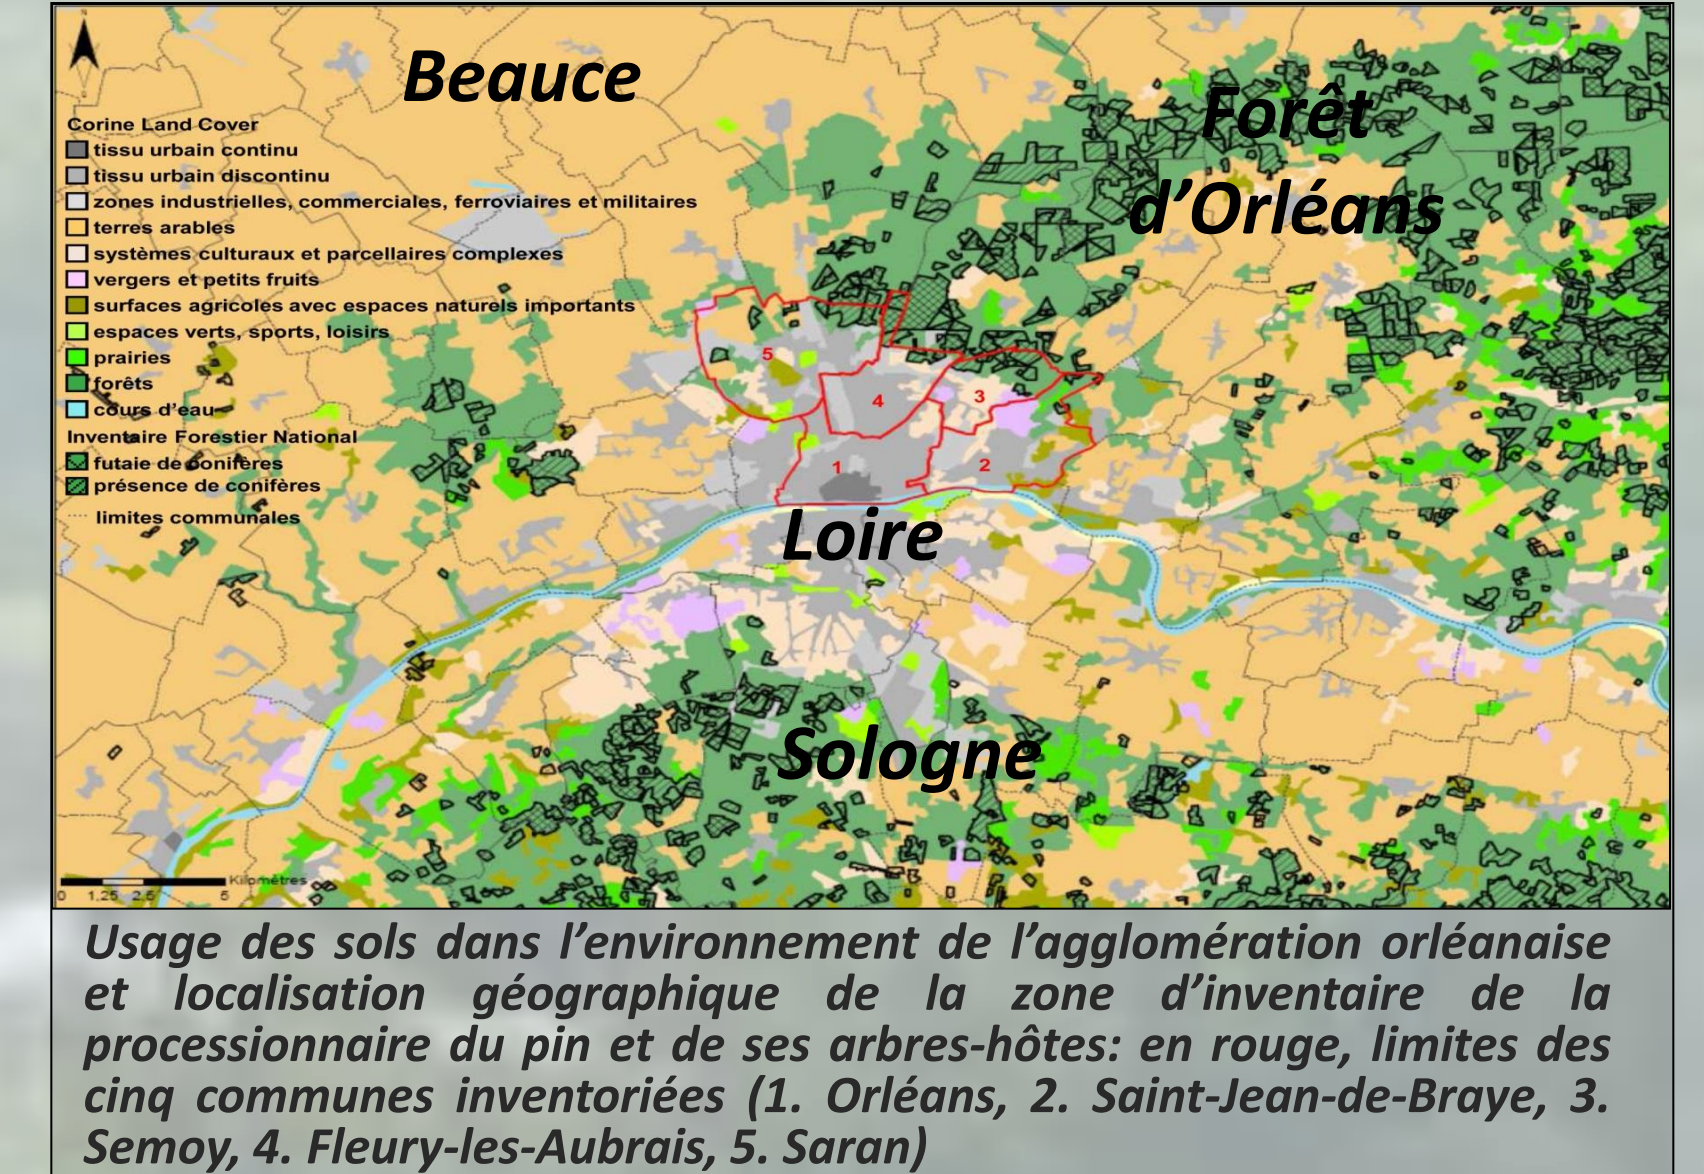 Beauce
Forêt
d’Orléans
Corine Land Cover
tissu urbain continu
tissu urbain discontinu
zones industrielles, commerciales, ferroviaires et militaires
terres arables
systèmes culturaux et parcellaires complexes
vergers et petits fruits
surfaces agricoles avec espaces naturels importants
espaces verts, sports, loisirs
prairies
forêts
cours d’eau
Inventaire Forestier National
futaie de conifères
présence de conifères
limites communales
5
4
3
1
2
Loire
Sologne
Kilomètres
0 1,25 2,5 5
Usage des sols dans l’environnement de l’agglomération orléanaise
et localisation géographique de la zone d’inventaire de la
processionnaire du pin et de ses arbres-hôtes: en rouge, limites des
cinq communes inventoriées (1. Orléans, 2. Saint-Jean-de-Braye, 3.
Semoy, 4. Fleury-les-Aubrais, 5. Saran)